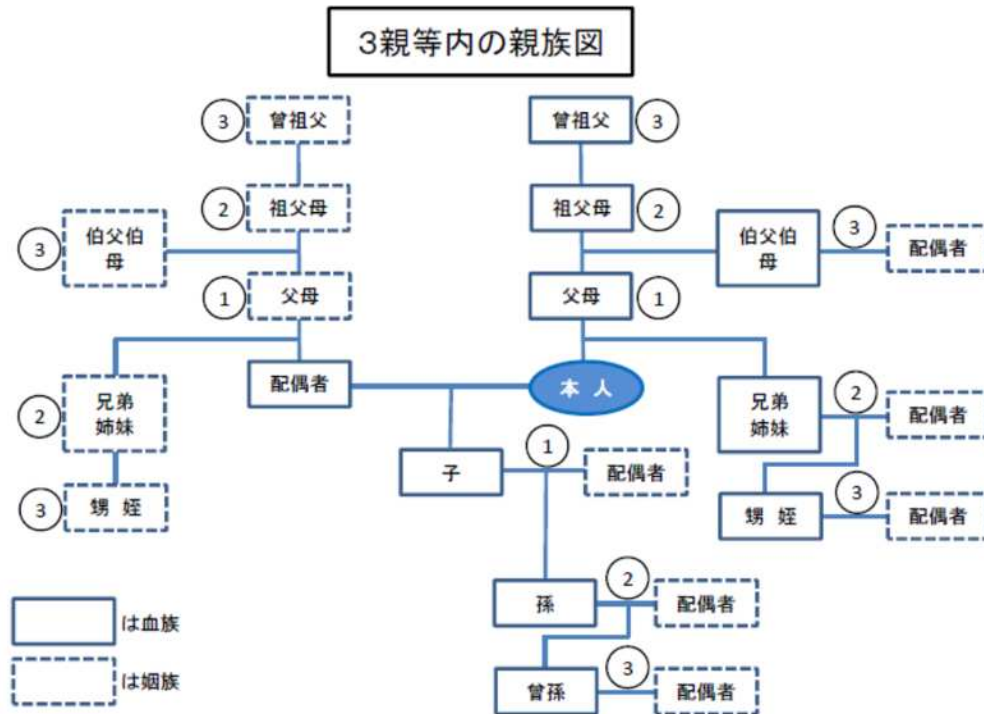 3親等内の親族図
③ 曾祖父
曾祖父 ③
② 祖父母
祖父母 ②
③ 伯父伯
母
伯父伯
母
③ 配偶者
① 父母
父母 ①
配偶者
本 人
② 兄弟
姉妹
兄弟
姉妹
② 配偶者
子
① 配偶者
③ 甥 姪
甥 姪
③ 配偶者
孫
② 配偶者
曾孫
③ 配偶者
は血族
は姻族